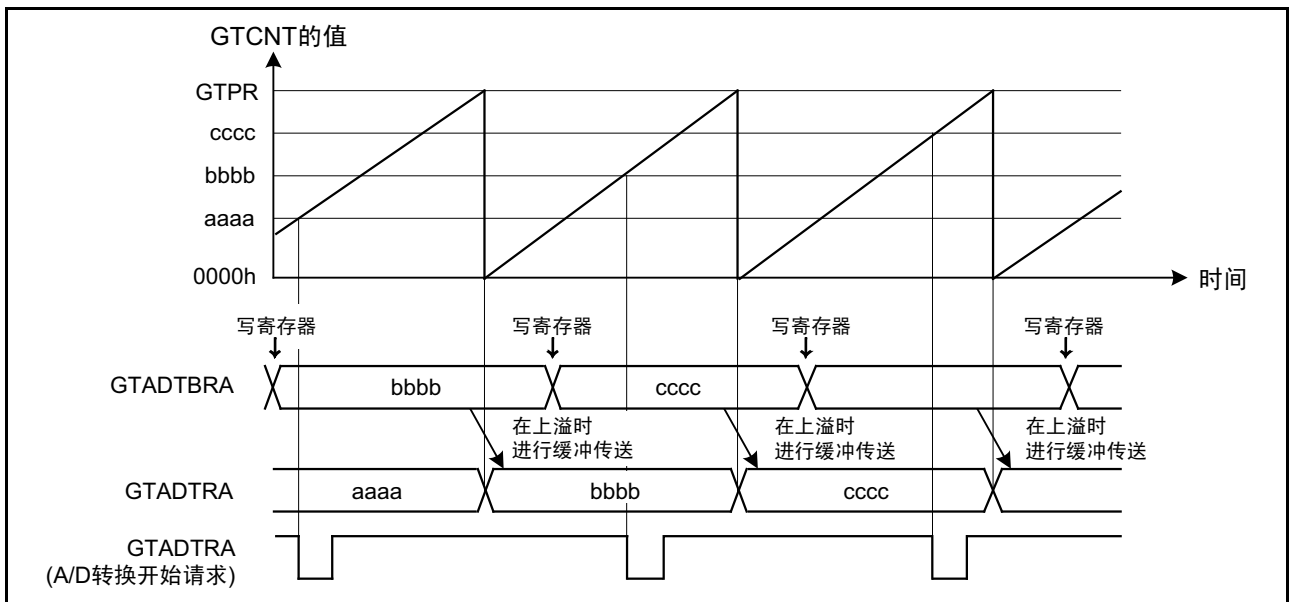 GTCNT的值
GTPR
cccc
bbbb
aaaa
0000h
时间
写寄存器 写寄存器 写寄存器 写寄存器
GTADTBRA bbbb cccc
在上溢时 在上溢时 在上溢时
进行缓冲传送 进行缓冲传送 进行缓冲传送
GTADTRA aaaa bbbb cccc
GTADTRA
(A/D转换开始请求)